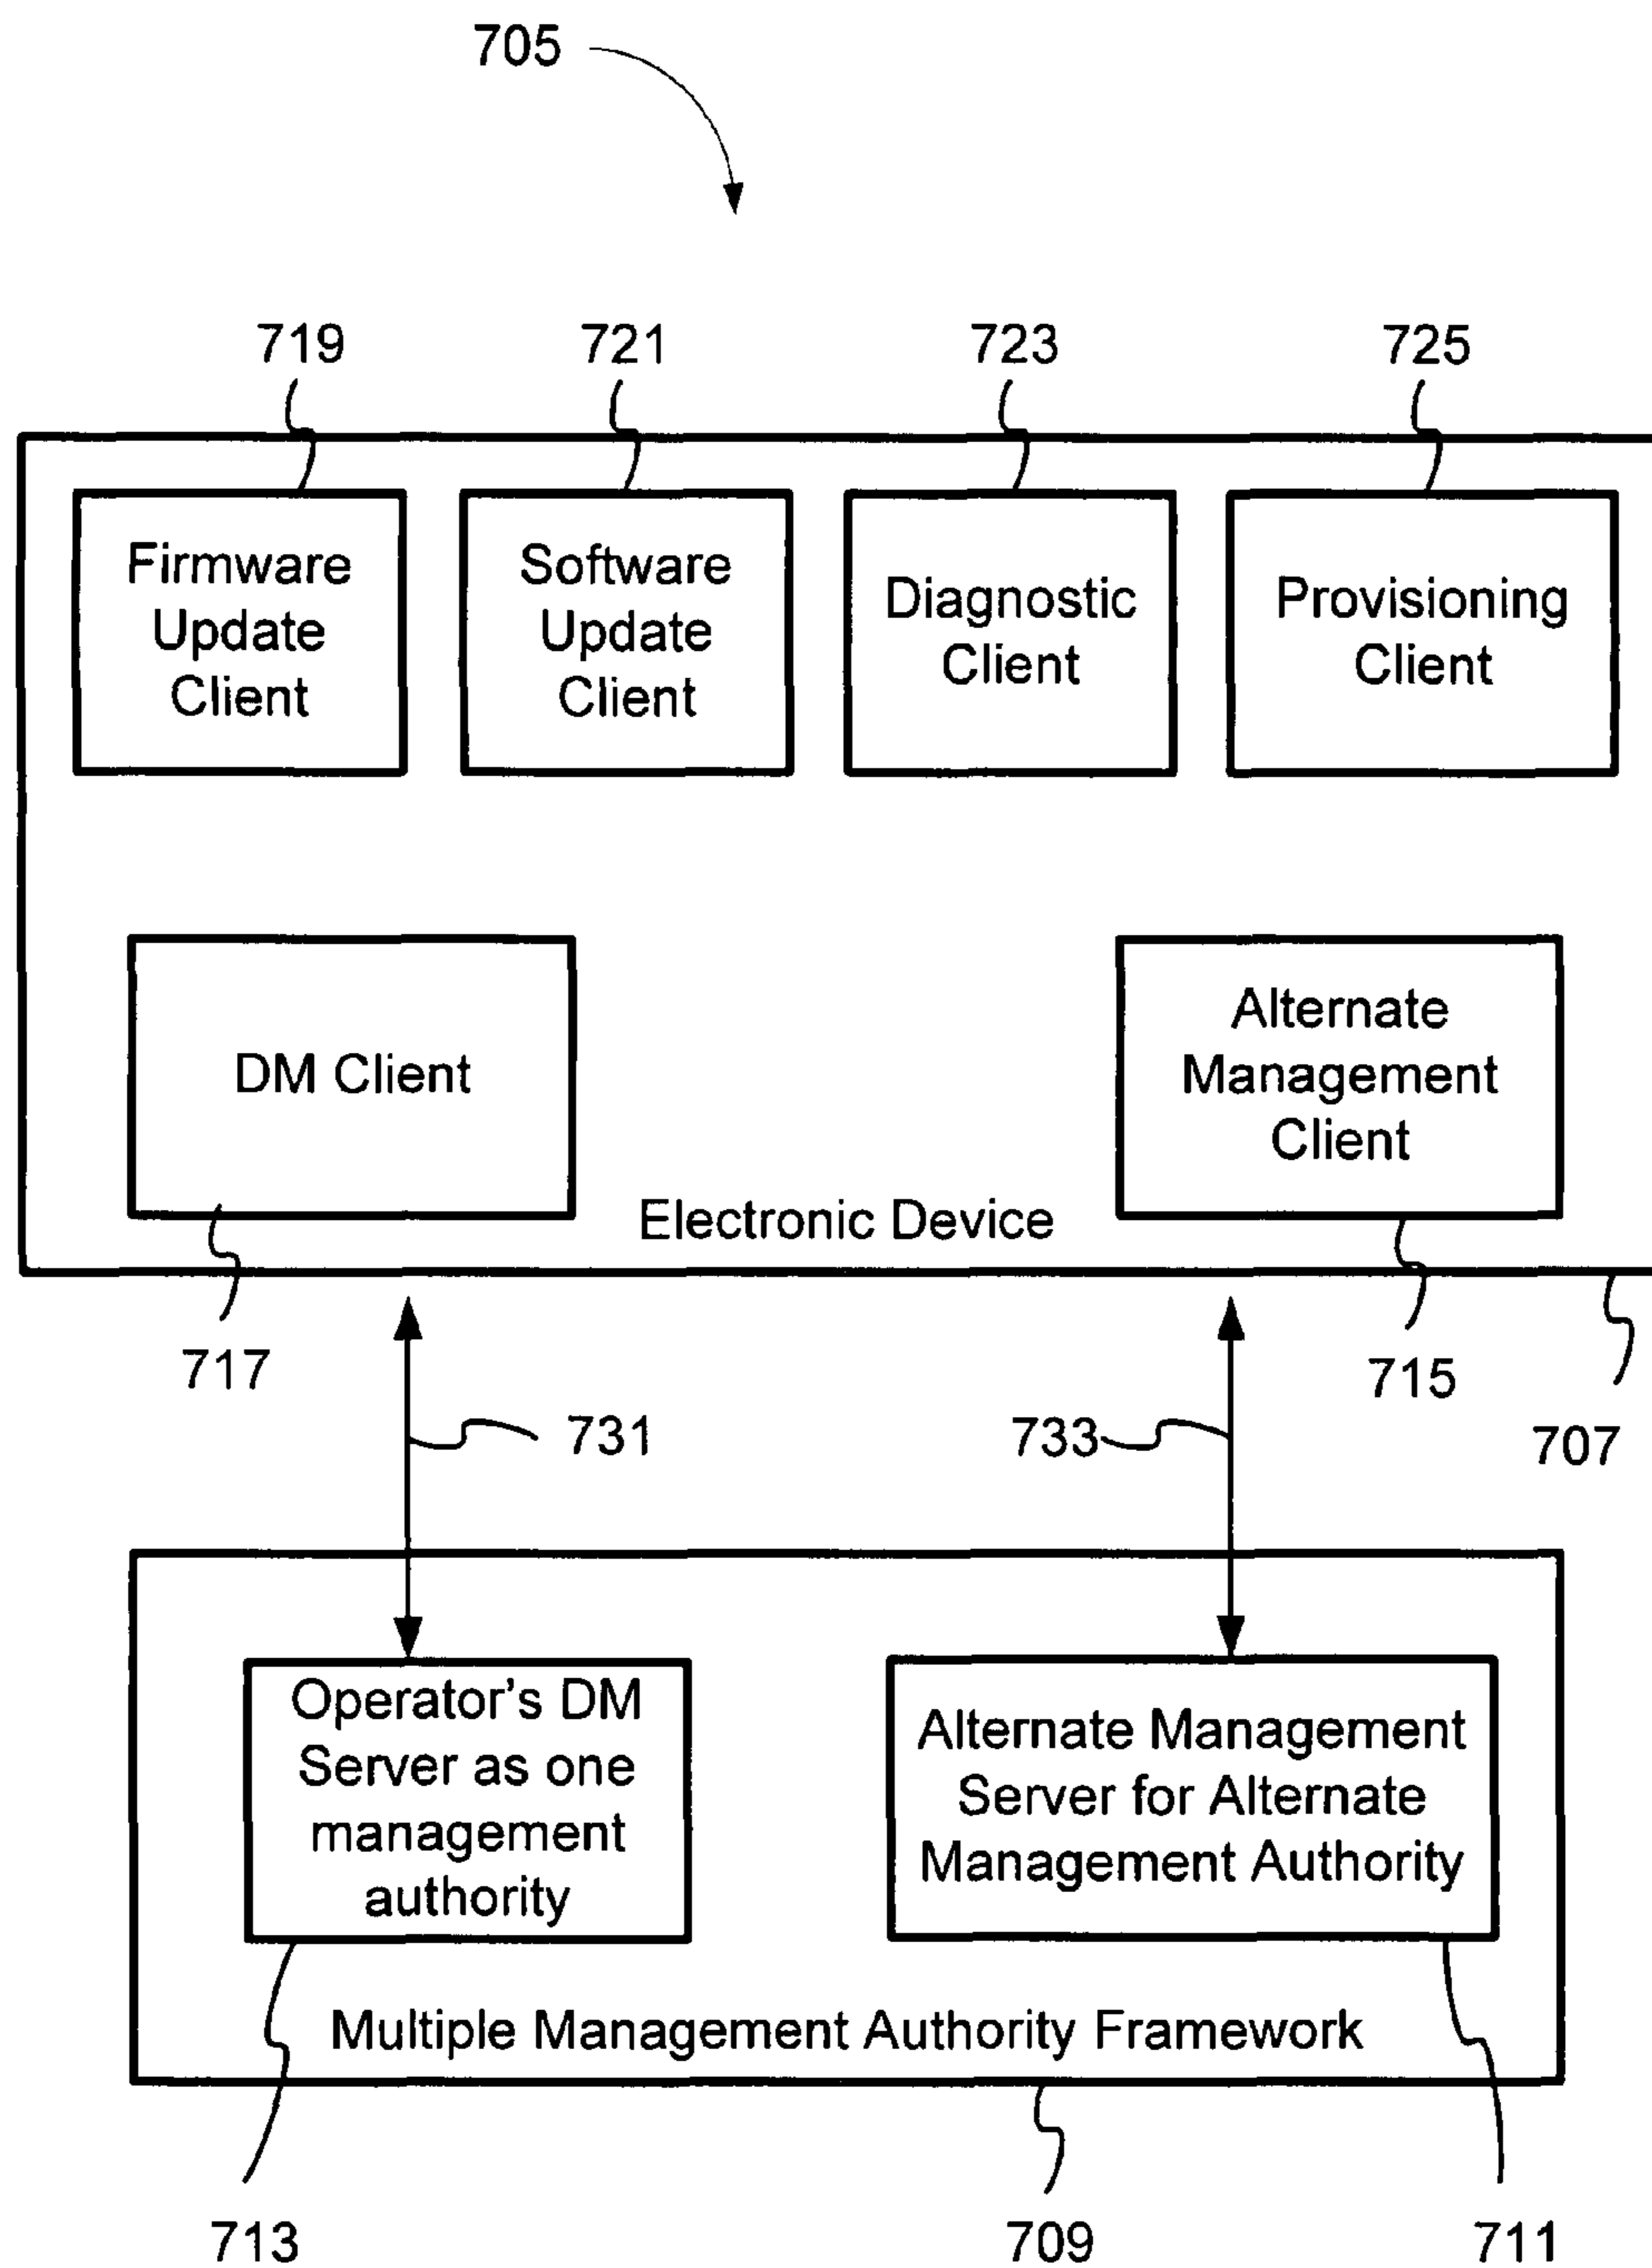 705
719
721
723
725
Firmware
Update
Client
Software
Update
Client
Diagnostic
Client
Provisioning
Client
DM Client
Alternate
Management
Client
Electronic Device
717
715
707
731
733
Operator's DM
Server as one
management
authority
Alternate Management
Server for Alternate
Management Authority
Multiple Management Authority Framework
713
709
711